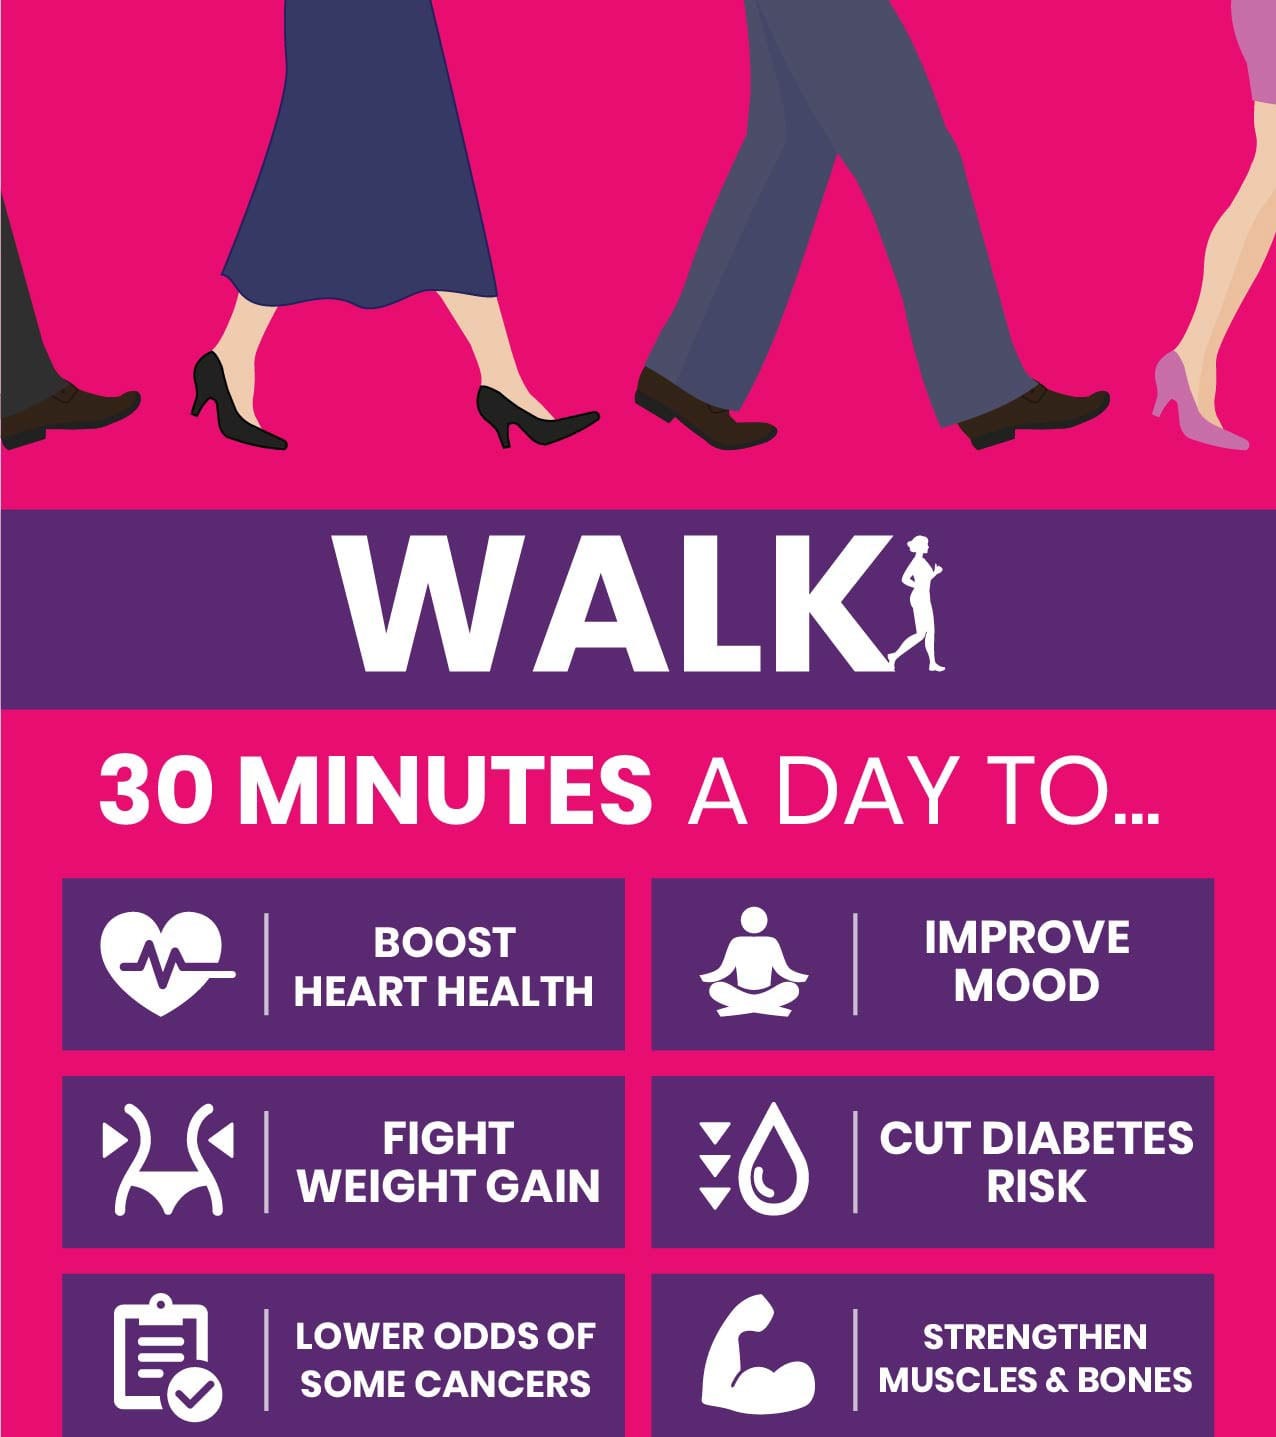 WALK
30 MINUTES A DAY TO...
BOOST
HEART HEALTH
IMPROVE
MOOD
FIGHT
WEIGHT GAIN
CUT DIABETES
RISK
LOWER ODDS OF
SOME CANCERS
STRENGTHEN
MUSCLES & BONES